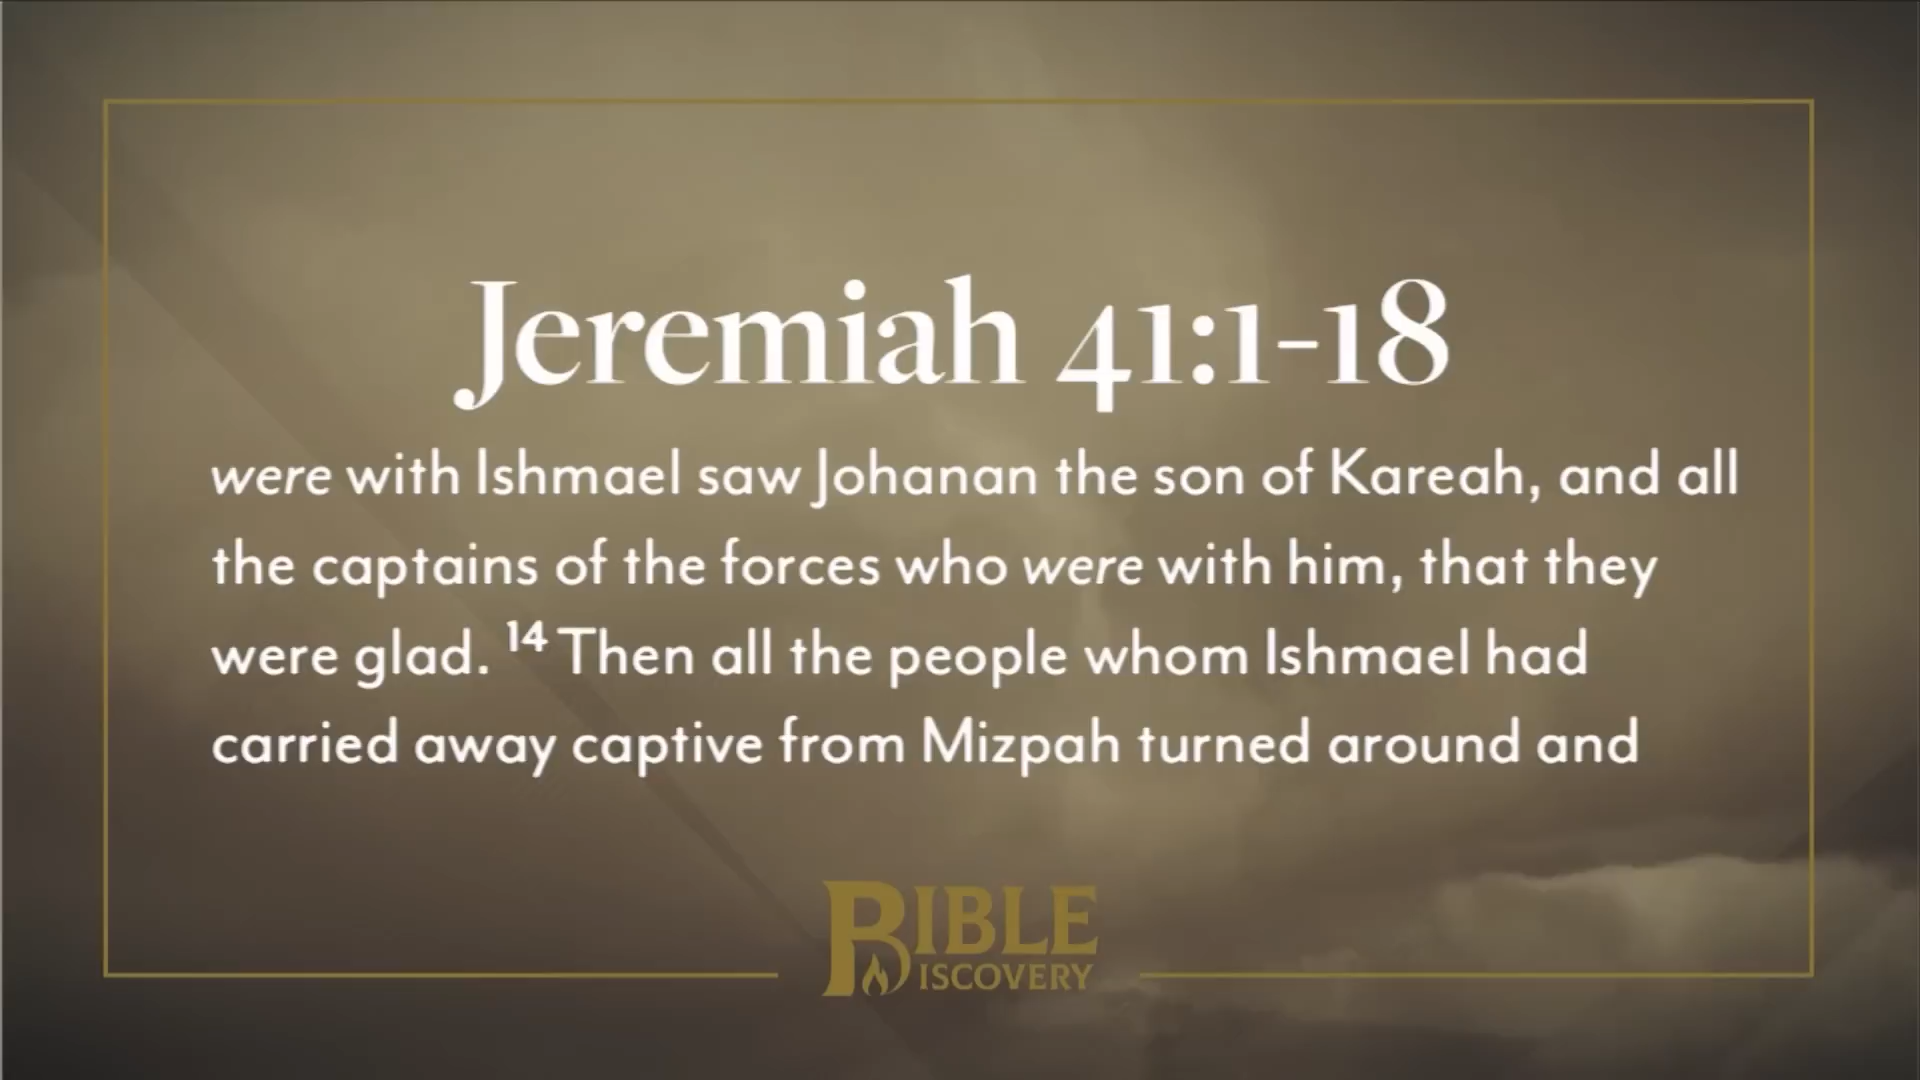 Jeremiah 41:1-18
were with Ishmael saw Johanan the son of Kareah, and all
the captains of the forces who were with him, that they
were glad. 14 Then all the people whom Ishmael had
carried away captive from Mizpah turned around and
BIBLE
DISCOVERY